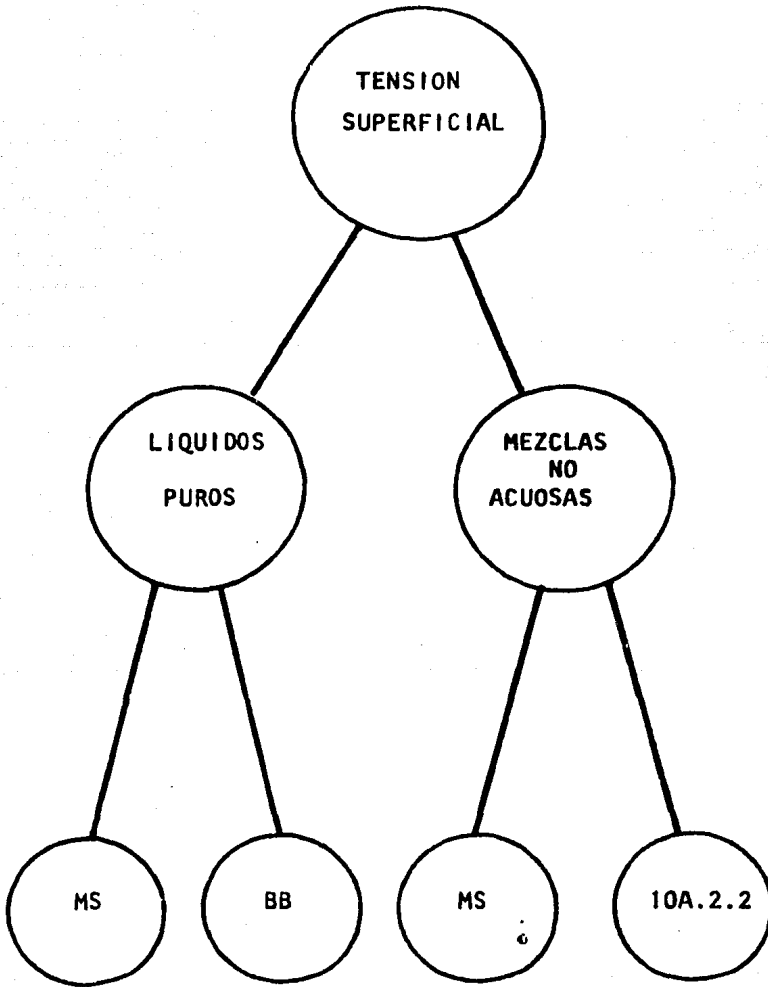 TENSION
SUPERFICIAL
LIQUIDOS
PUROS
MEZCLAS
NO
ACUOSAS
MS
BB
MS
10A.2.2